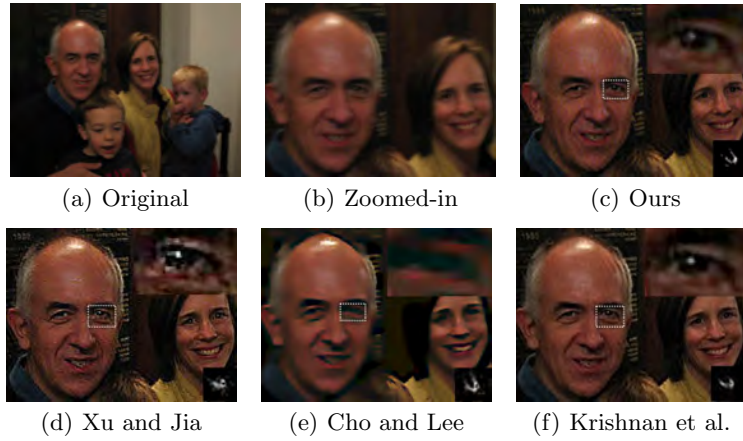 (a) Original
(b) Zoomed-in
(c) Ours
(d) Xu and Jia
(e) Cho and Lee
(f) Krishnan et al.